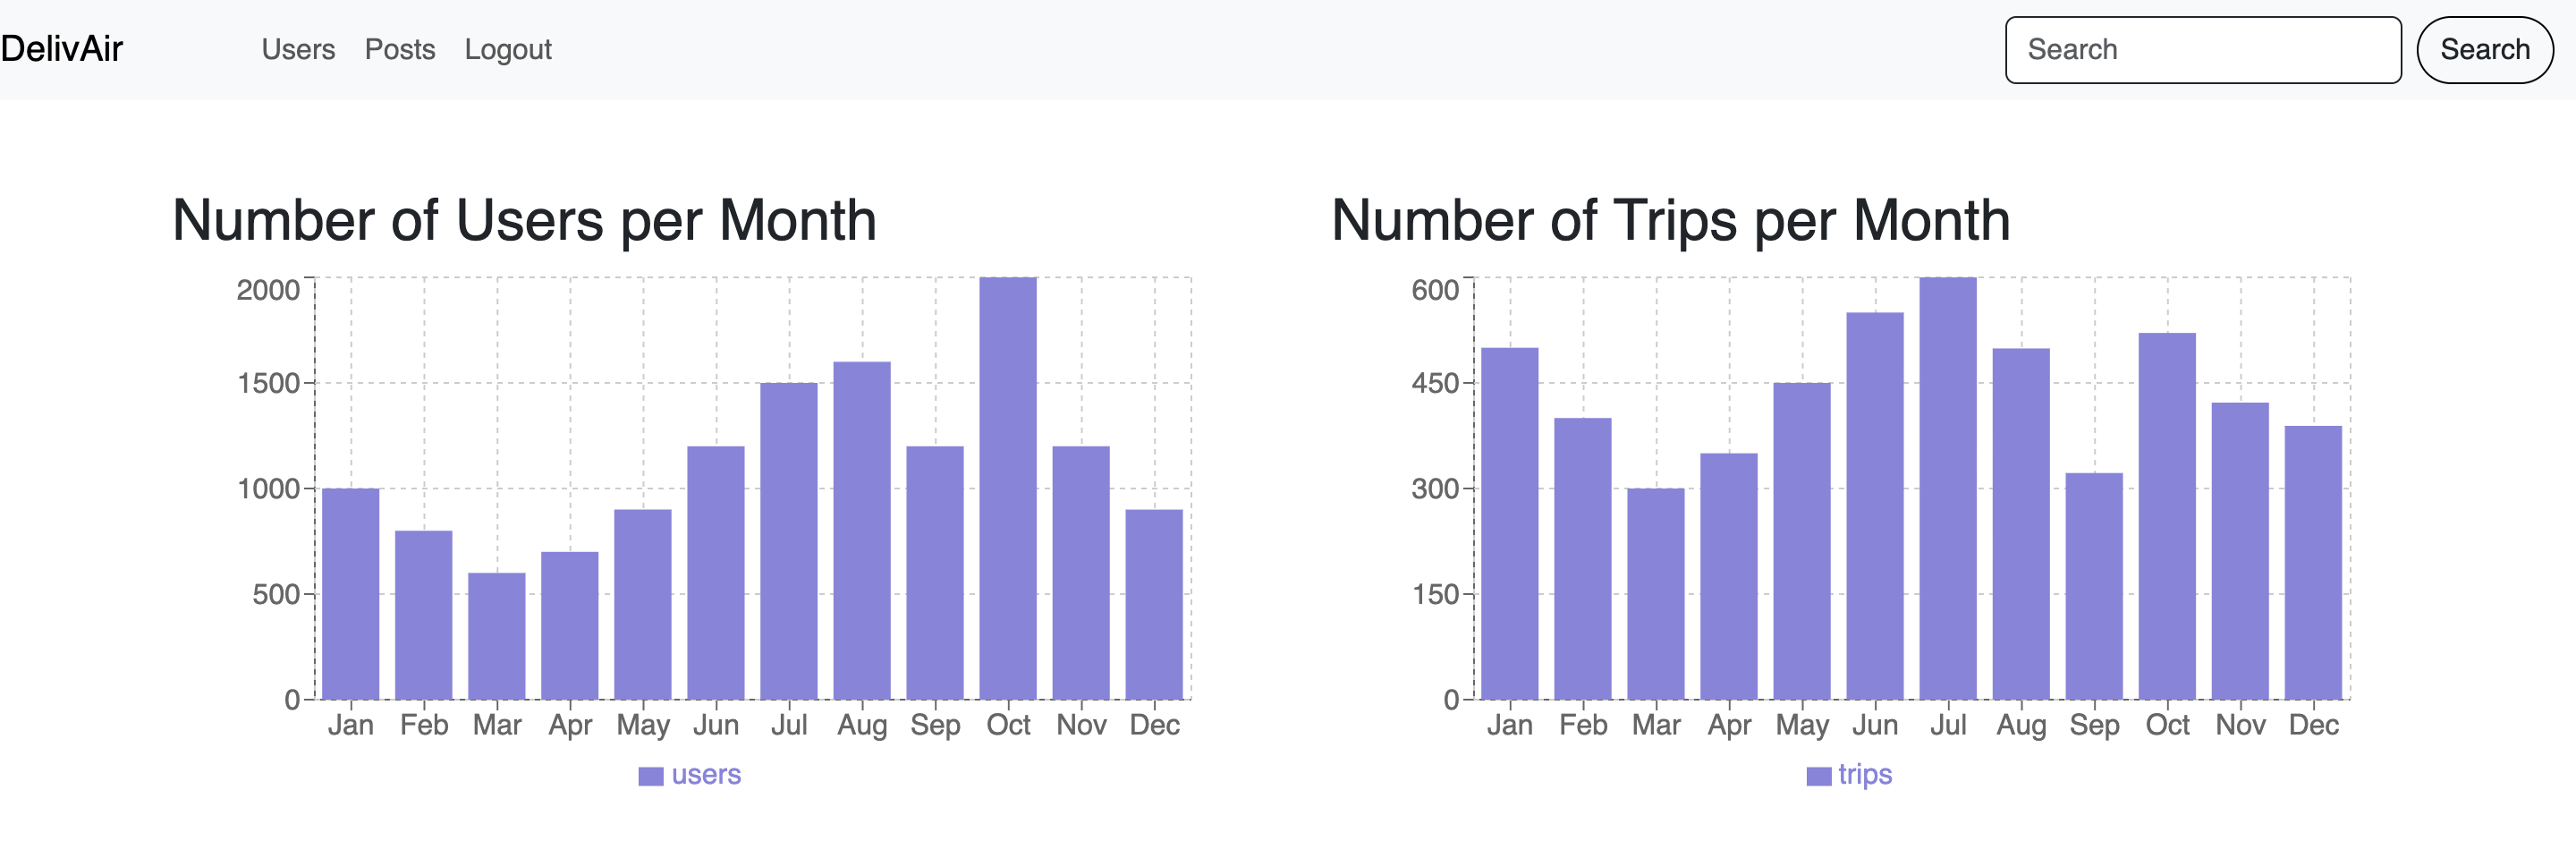 DelivAir Users Posts Logout Search Search
Number of Users per Month
2000
1500
1000
500
0
Jan Feb Mar Apr May Jun Jul Aug Sep Oct Nov Dec
users
Number of Trips per Month
600
450
300
150
0
Jan Feb Mar Apr May Jun Jul Aug Sep Oct Nov Dec
trips